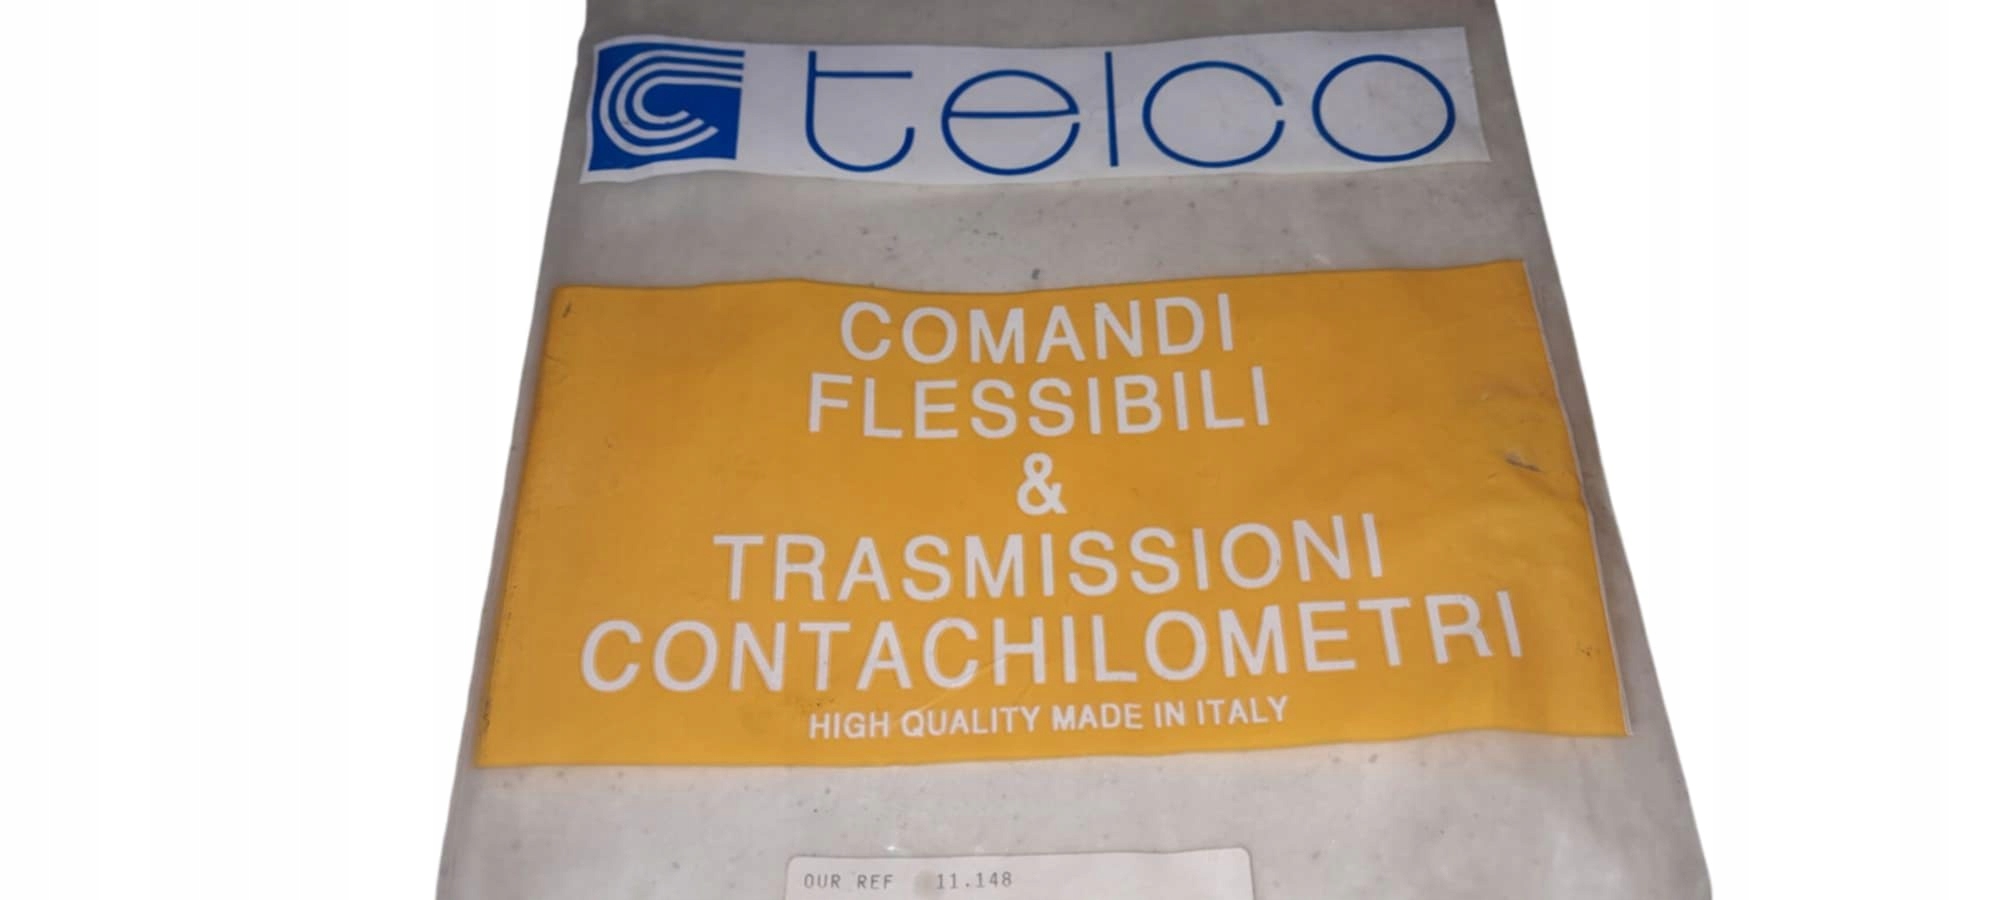 telco
COMANDI
FLESSIBILI
&
TRASMISSIONI
CONTACHILOMETRI
HIGH QUALITY MADE IN ITALY
OUR REF 11.148